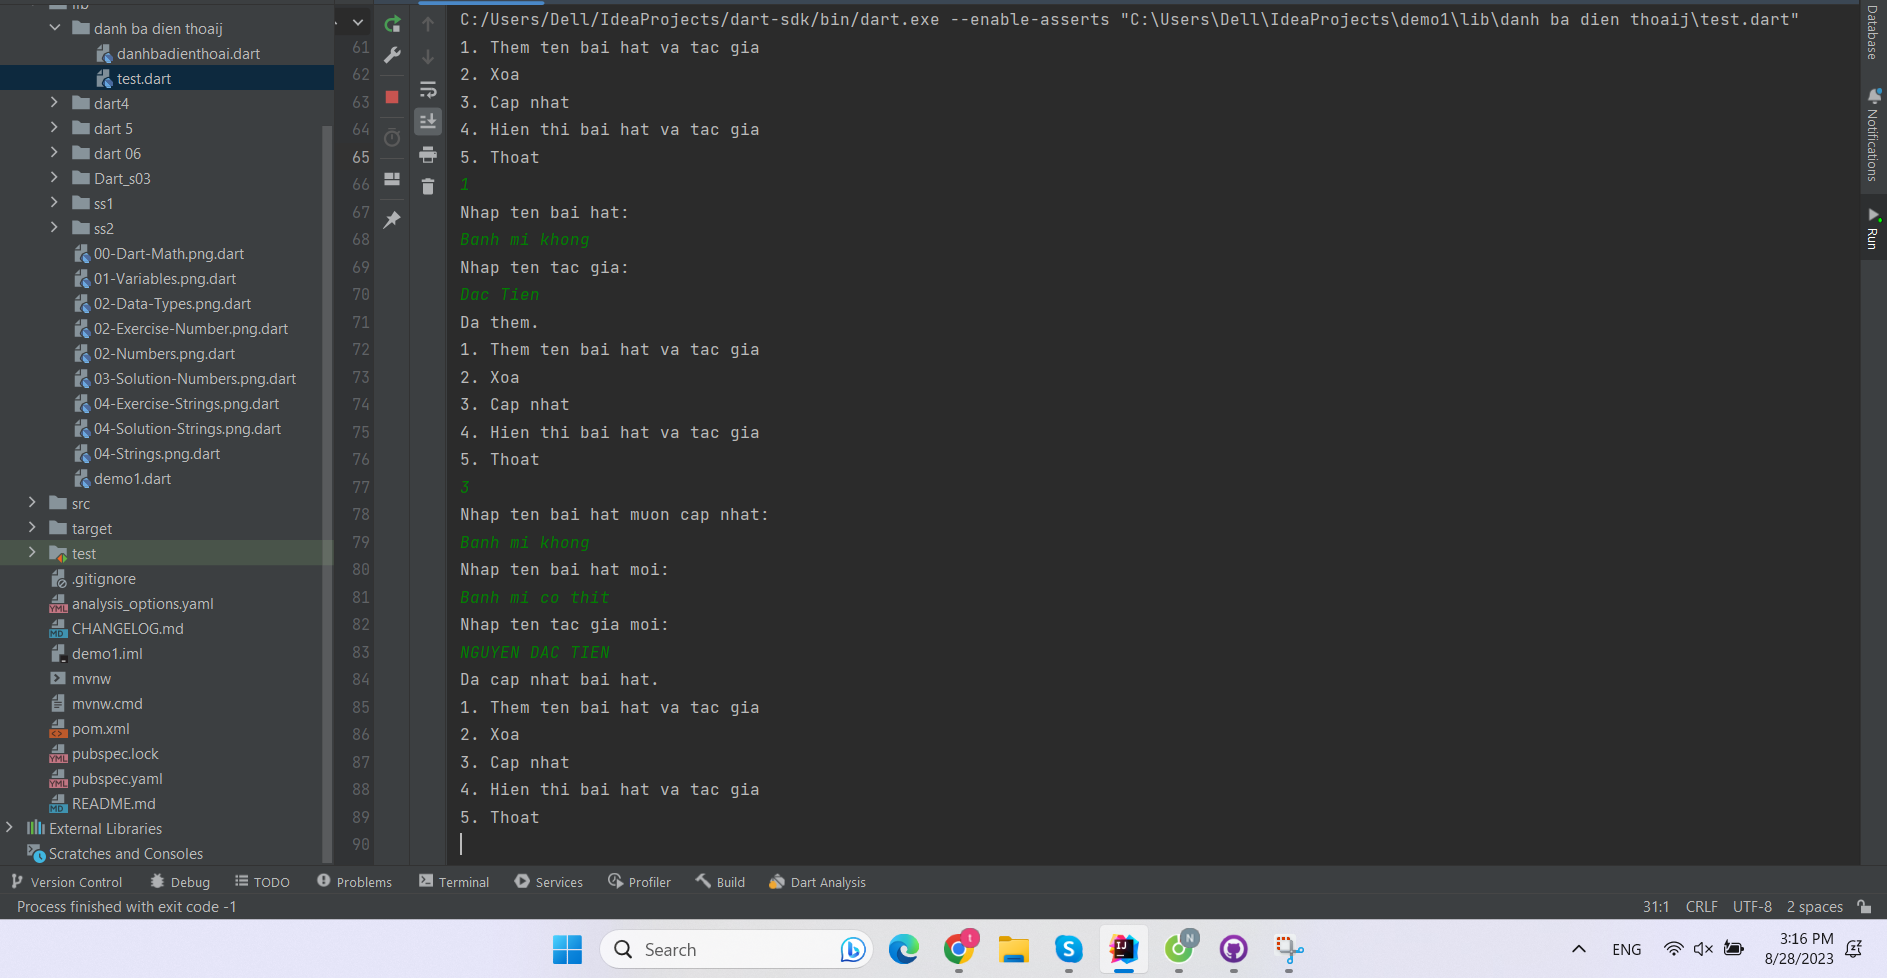 lib
danh ba dien thoaij
danhbadienthoai.dart
test.dart
dart4
dart 5
dart 06
Dart_s03
ss1
ss2
00-Dart-Math.png.dart
01-Variables.png.dart
02-Data-Types.png.dart
02-Exercise-Number.png.dart
02-Numbers.png.dart
03-Solution-Numbers.png.dart
04-Exercise-Strings.png.dart
04-Solution-Strings.png.dart
04-Strings.png.dart
demo1.dart
src
target
test
.gitignore
analysis_options.yaml
CHANGELOG.md
demo1.iml
mvnw
mvnw.cmd
pom.xml
pubspec.lock
pubspec.yaml
README.md
External Libraries
Scratches and Consoles
C:/Users/Dell/IdeaProjects/dart-sdk/bin/dart.exe --enable-asserts "C:\Users\Dell\IdeaProjects\demo1\lib\danh ba dien thoaij\test.dart"
61 1. Them ten bai hat va tac gia
62 2. Xoa
63 3. Cap nhat
64 4. Hien thi bai hat va tac gia
65 5. Thoat
66 1
67 Nhap ten bai hat:
68 Banh mi khong
69 Nhap ten tac gia:
70 Dac Tien
71 Da them.
72 1. Them ten bai hat va tac gia
73 2. Xoa
74 3. Cap nhat
75 4. Hien thi bai hat va tac gia
76 5. Thoat
77 3
78 Nhap ten bai hat muon cap nhat:
79 Banh mi khong
80 Nhap ten bai hat moi:
81 Banh mi co thit
82 Nhap ten tac gia moi:
83 NGUYEN DAC TIEN
84 Da cap nhat bai hat.
85 1. Them ten bai hat va tac gia
86 2. Xoa
87 3. Cap nhat
88 4. Hien thi bai hat va tac gia
89 5. Thoat
90
Database
Notifications
Run
Version Control Debug TODO Problems Terminal Services Profiler Build Dart Analysis
Process finished with exit code -1 31:1 CRLF UTF-8 2 spaces
Search ENG 3:16 PM
8/28/2023